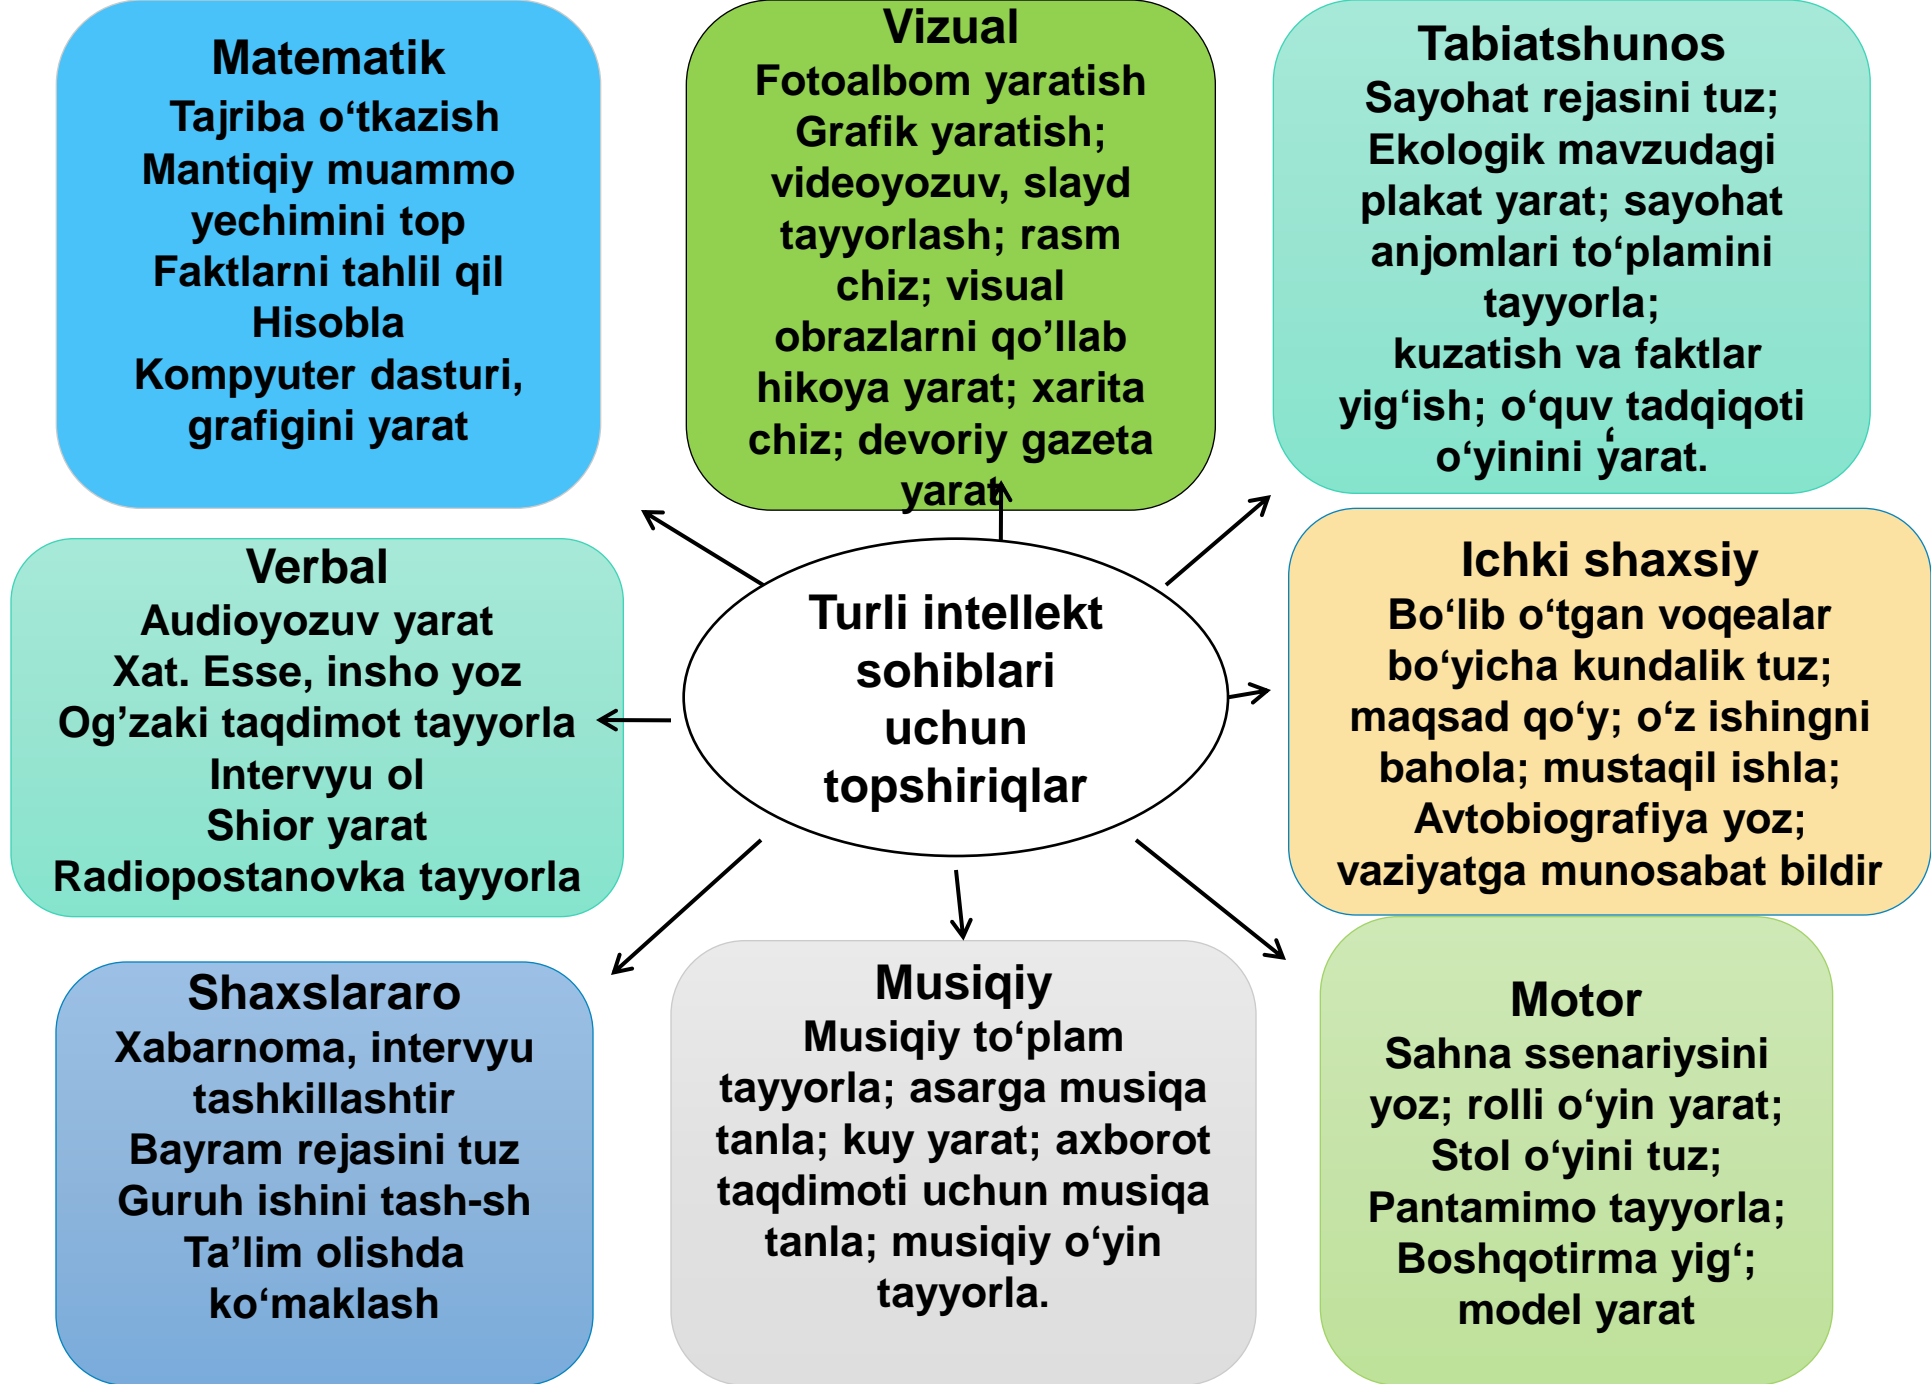 Matematik
Tajriba o‘tkazish
Mantiqiy muammo
yechimini top
Faktlarni tahlil qil
Hisobla
Kompyuter dasturi,
grafigini yarat
Vizual
Fotoalbom yaratish
Grafik yaratish;
videoyozuv, slayd
tayyorlash; rasm
chiz; visual
obrazlarni qo’llab
hikoya yarat; xarita
chiz; devoriy gazeta
yarat
Tabiatshunos
Sayohat rejasini tuz;
Ekologik mavzudagi
plakat yarat; sayohat
anjomlari to‘plamini
tayyorla;
kuzatish va faktlar
yig‘ish; o‘quv tadqiqoti
o‘yinini yarat.
‘
Verbal
Audioyozuv yarat
Xat. Esse, insho yoz
Og’zaki taqdimot tayyorla
Intervyu ol
Shior yarat
Radiopostanovka tayyorla
Turli intellekt
sohiblari
uchun
topshiriqlar
Ichki shaxsiy
Bo‘lib o‘tgan voqealar
bo‘yicha kundalik tuz;
maqsad qo‘y; o‘z ishingni
bahola; mustaqil ishla;
Avtobiografiya yoz;
vaziyatga munosabat bildir
Shaxslararo
Xabarnoma, intervyu
tashkillashtir
Bayram rejasini tuz
Guruh ishini tash-sh
Ta’lim olishda
ko‘maklash
Musiqiy
Musiqiy to‘plam
tayyorla; asarga musiqa
tanla; kuy yarat; axborot
taqdimoti uchun musiqa
tanla; musiqiy o‘yin
tayyorla.
Motor
Sahna ssenariysini
yoz; rolli o‘yin yarat;
Stol o‘yini tuz;
Pantamimo tayyorla;
Boshqotirma yig‘;
model yarat